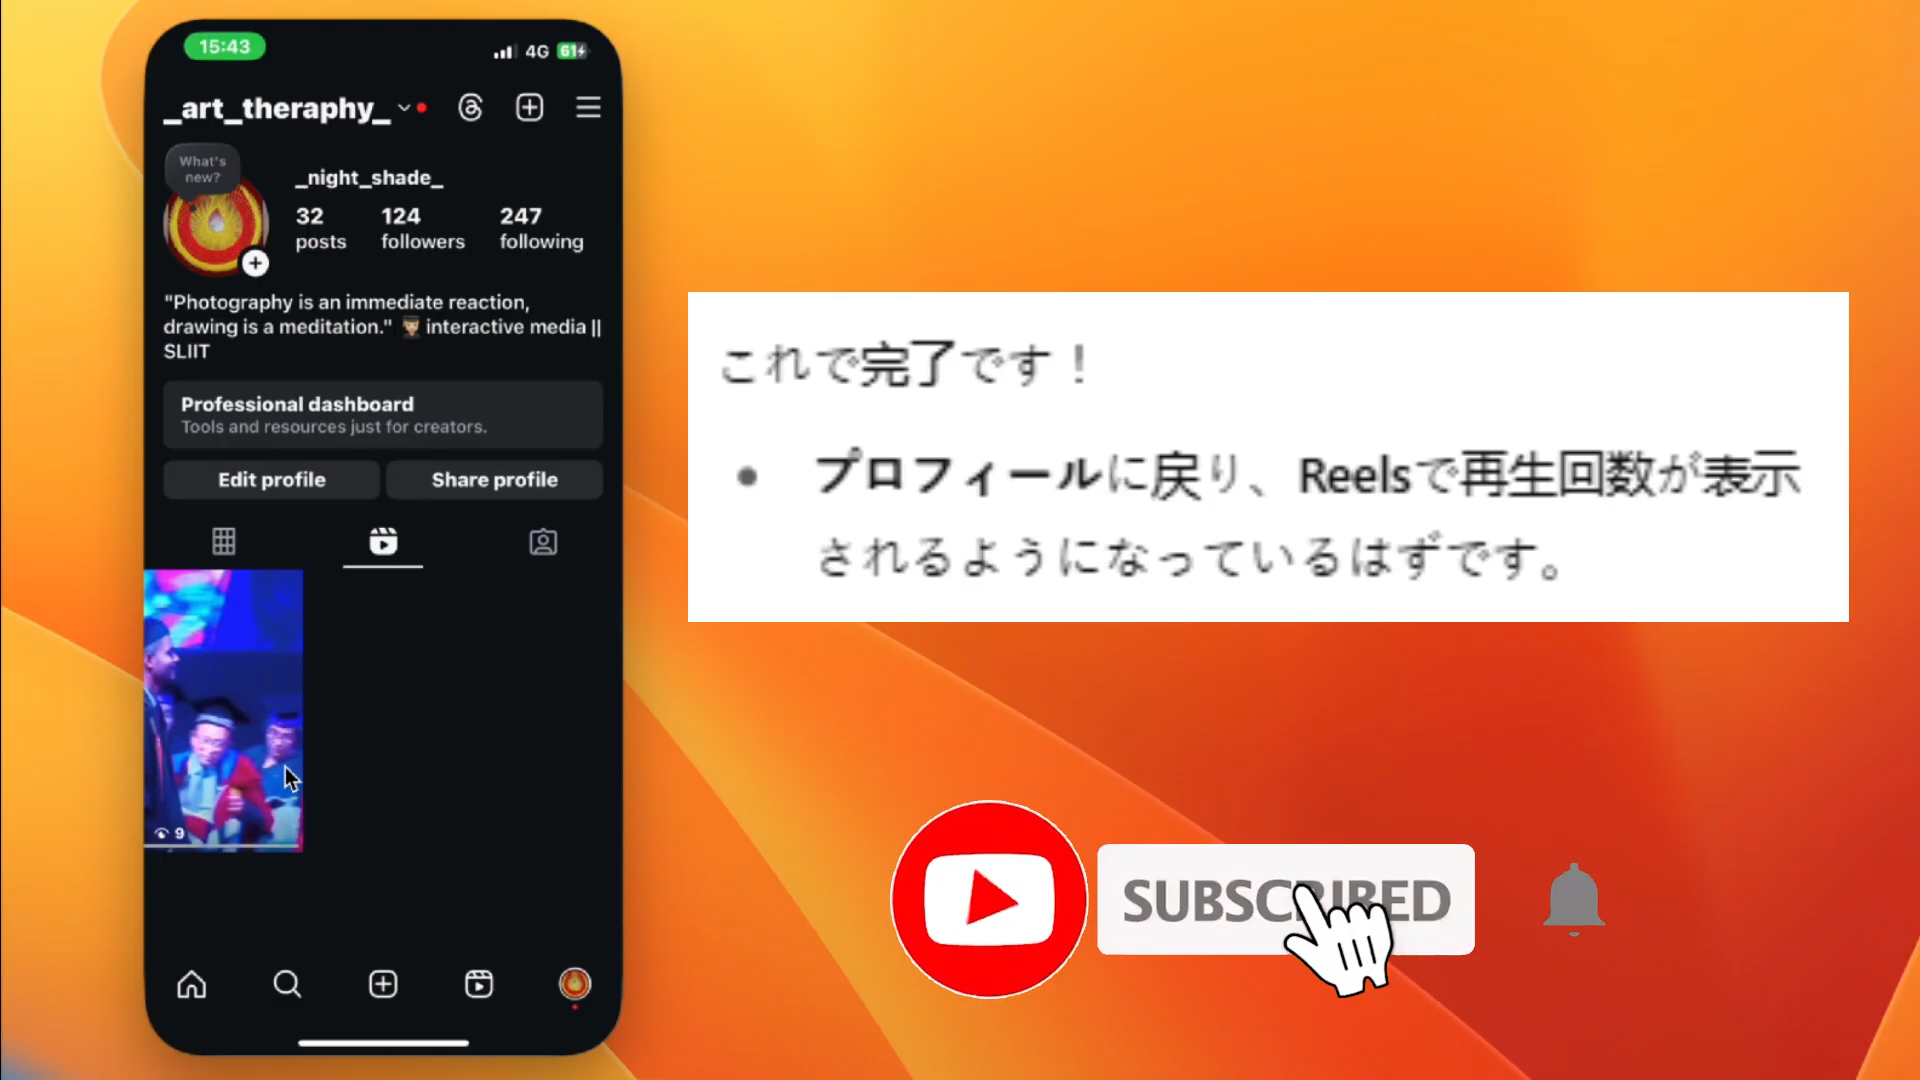 15:43
4G 61
_art_theraphy_
What's
new?
_night_shade_
32 124 247
posts followers following
"Photography is an immediate reaction,
drawing is a meditation." interactive media ||
SLIIT
Professional dashboard
Tools and resources just for creators.
Edit profile Share profile
9
これで完了です！
• プロフィールに戻り、Reelsで再生回数が表示
されるようになっているはずです。
SUBSCRIBED